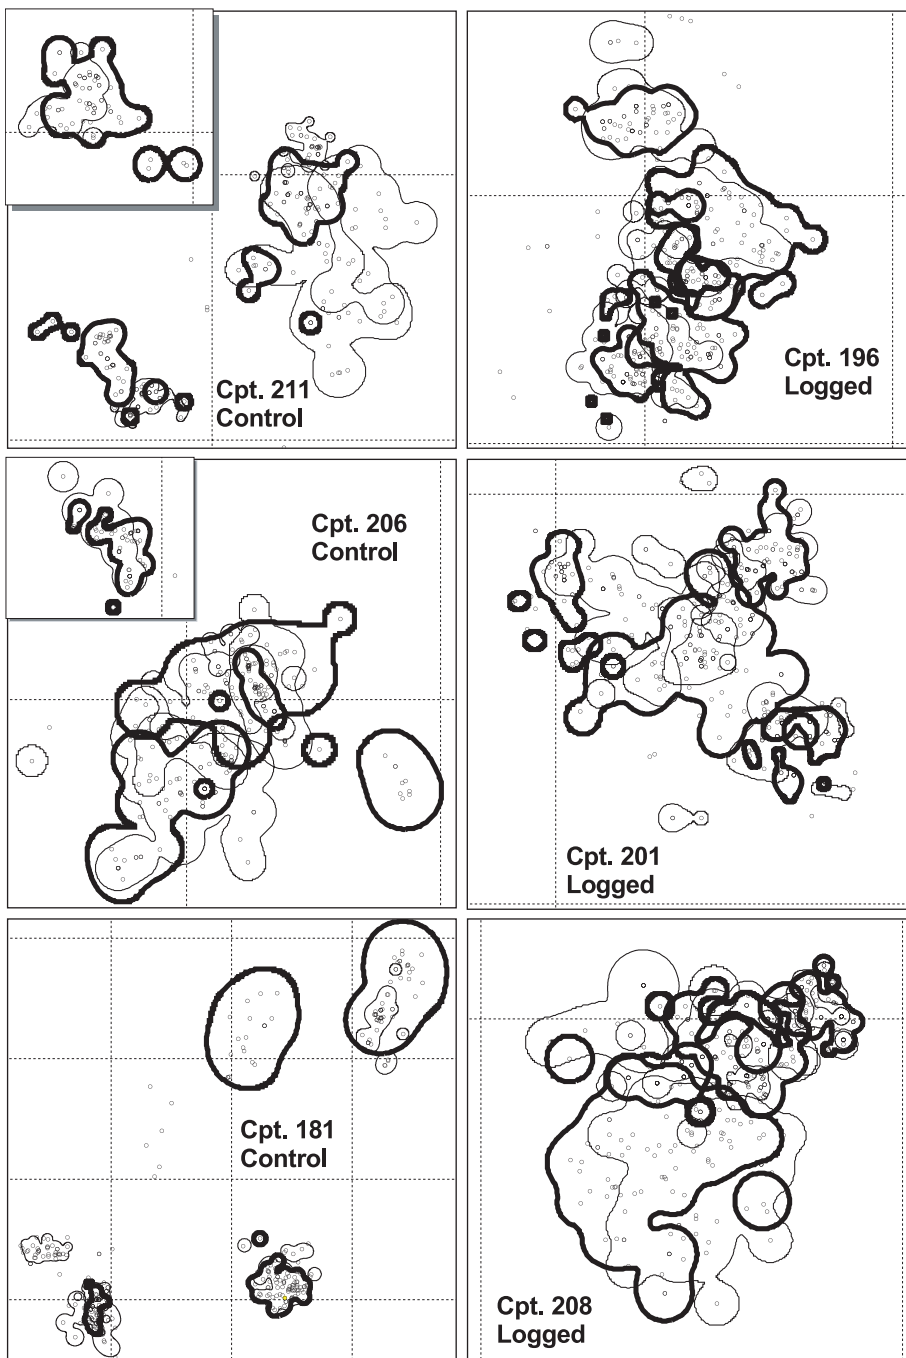 Cpt. 211
Control
Cpt. 196
Logged
Cpt. 206
Control
Cpt. 201
Logged
Cpt. 181
Control
Cpt. 208
Logged